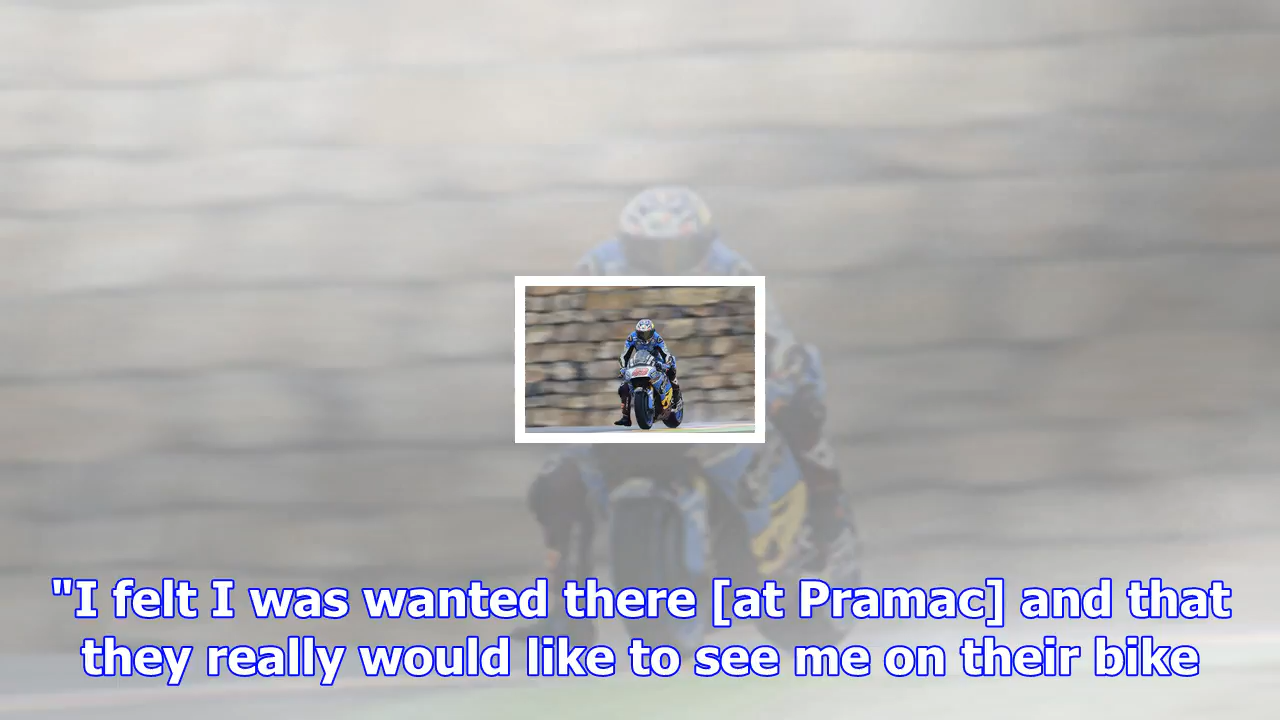 "I felt I was wanted there [at Pramac] and that
they really would like to see me on their bike